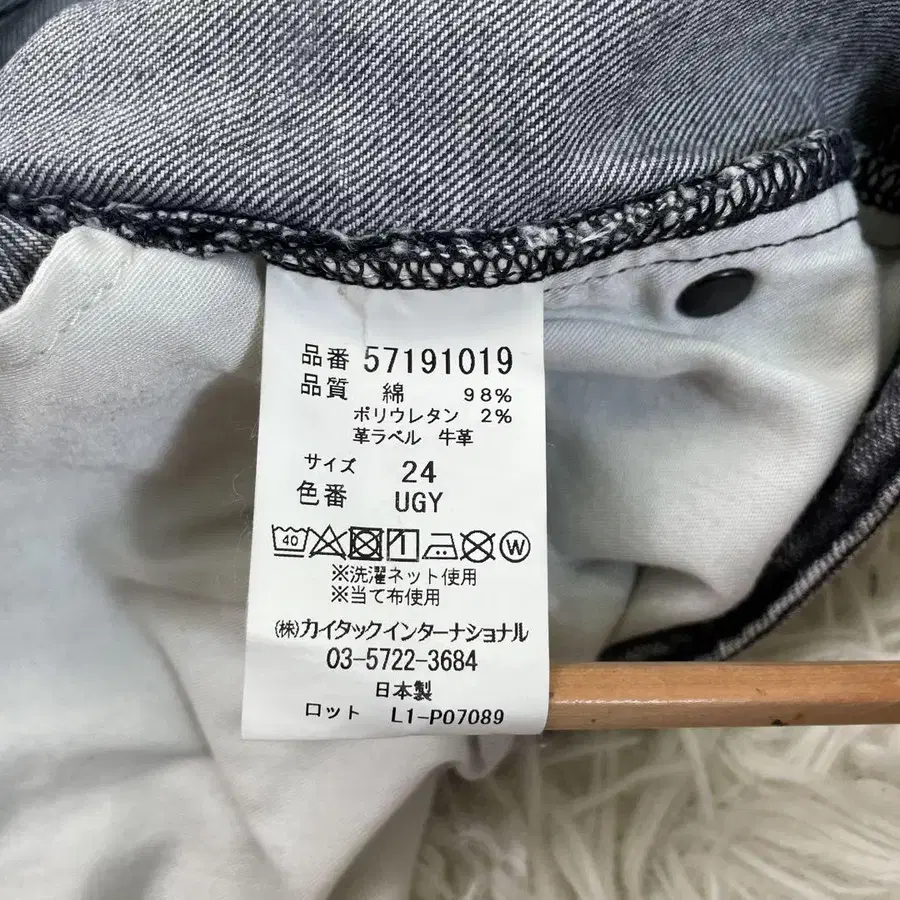 品番 57191019
品質 綿 98%
ポリウレタン 2%
革ラベル 牛革
サイズ 24
色番 UGY
40 W
※洗濯ネット使用
※当て布使用
㈱カイタックインターナショナル
03-5722-3684
日本製
ロット L1-P07089